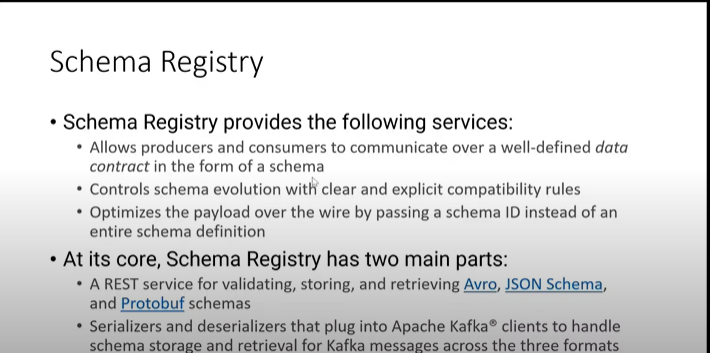 Schema Registry
• Schema Registry provides the following services:
• Allows producers and consumers to communicate over a well-defined data
contract in the form of a schema
• Controls schema evolution with clear and explicit compatibility rules
• Optimizes the payload over the wire by passing a schema ID instead of an
entire schema definition
• At its core, Schema Registry has two main parts:
• A REST service for validating, storing, and retrieving Avro, JSON Schema,
and Protobuf schemas
• Serializers and deserializers that plug into Apache Kafka® clients to handle
schema storage and retrieval for Kafka messages across the three formats